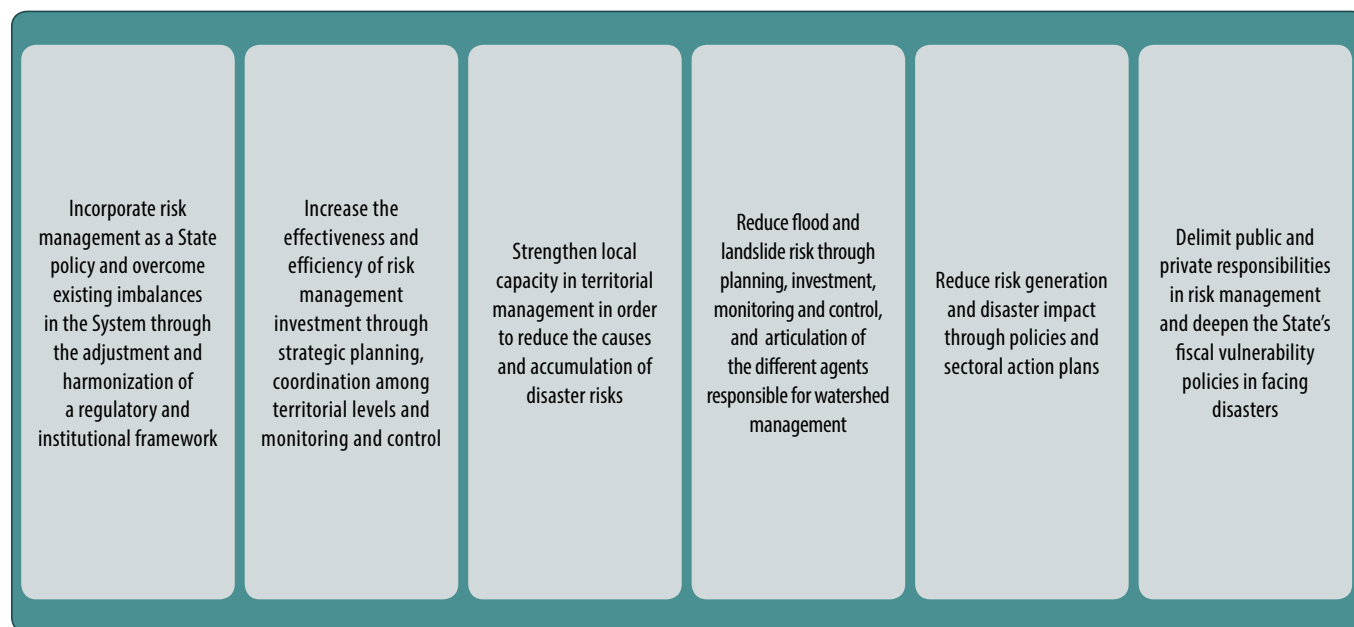 Incorporate risk
management as a State
policy and overcome
existing imbalances
in the System through
the adjustment and
harmonization of
a regulatory and
institutional framework
Increase the
effectiveness and
efficiency of risk
management
investment through
strategic planning,
coordination among
territorial levels and
monitoring and control
Strengthen local
capacity in territorial
management in order
to reduce the causes
and accumulation of
disaster risks
Reduce flood and
landslide risk through
planning, investment,
monitoring and control,
and articulation of
the different agents
responsible for watershed
management
Reduce risk generation
and disaster impact
through policies and
sectoral action plans
Delimit public and
private responsibilities
in risk management
and deepen the State’s
fiscal vulnerability
policies in facing
disasters